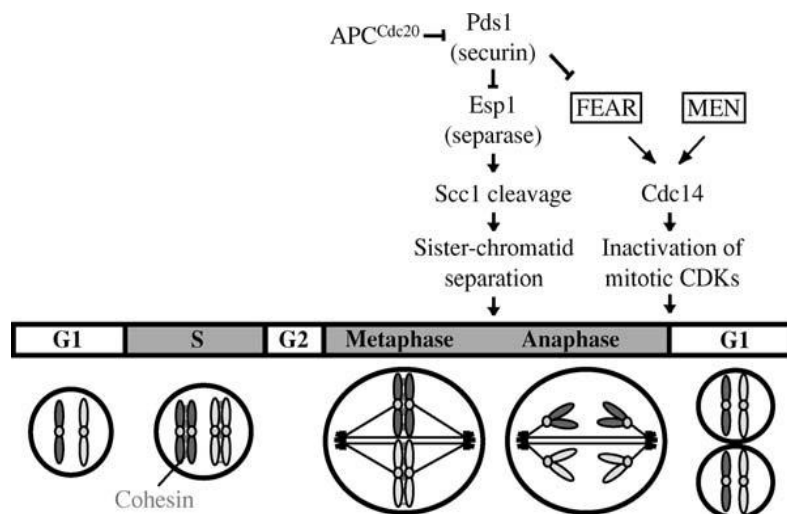 Pds1
APC^Cdc20
(securin)
Esp1
(separase)
FEAR
MEN
Scc1 cleavage
Cdc14
Sister-chromatid
separation
Inactivation of
mitotic CDKs
G1 S G2 Metaphase Anaphase G1
Cohesin